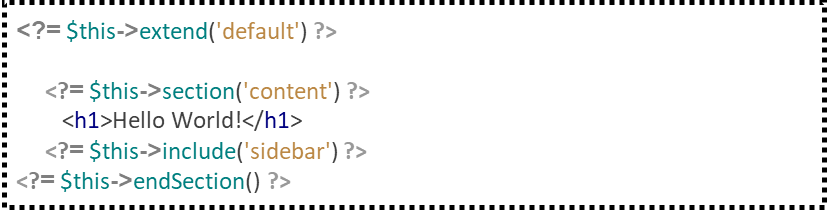 <?= $this->extend('default') ?>
<?= $this->section('content') ?>
<h1>Hello World!</h1>
<?= $this->include('sidebar') ?>
<?= $this->endSection() ?>